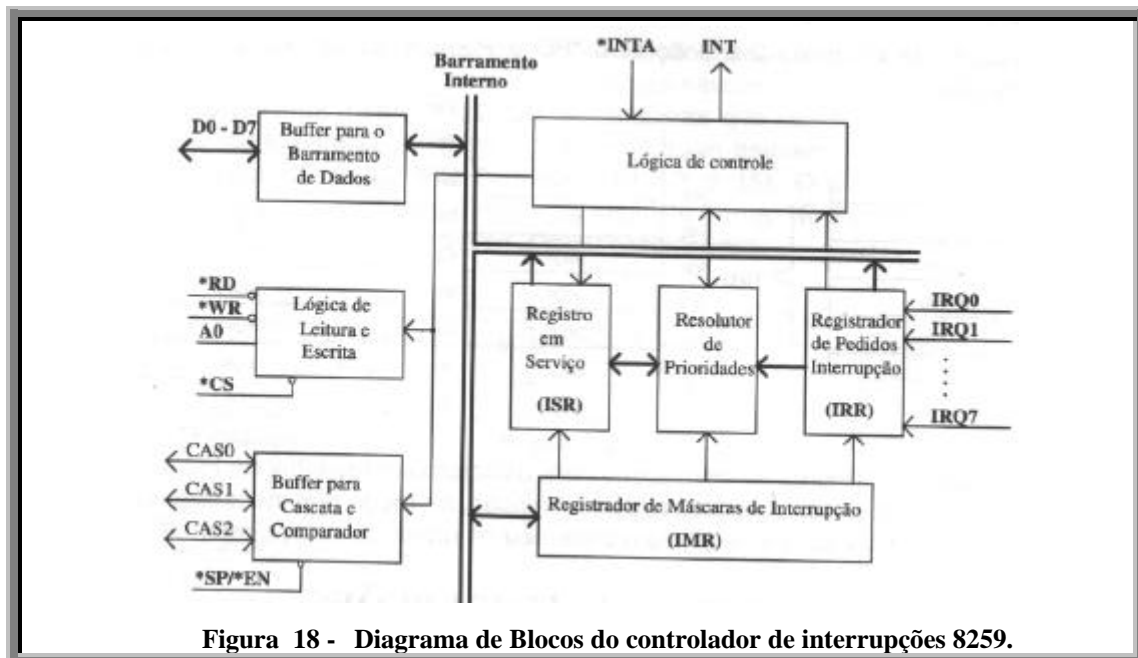 *INTA INT
Barramento
Interno
D0 - D7
Buffer para o
Barramento
de Dados
Lógica de controle
*RD
*WR
A0
*CS
Lógica de
Leitura e
Escrita
Registro
em
Serviço
(ISR)
Resolutor
de
Prioridades
Registrador
de Pedidos
Interrupção
(IRR)
IRQ0
IRQ1
IRQ7
CAS0
CAS1
CAS2
*SP/*EN
Buffer para
Cascata e
Comparador
Registrador de Máscaras de Interrupção
(IMR)
Figura 18 - Diagrama de Blocos do controlador de interrupções 8259.